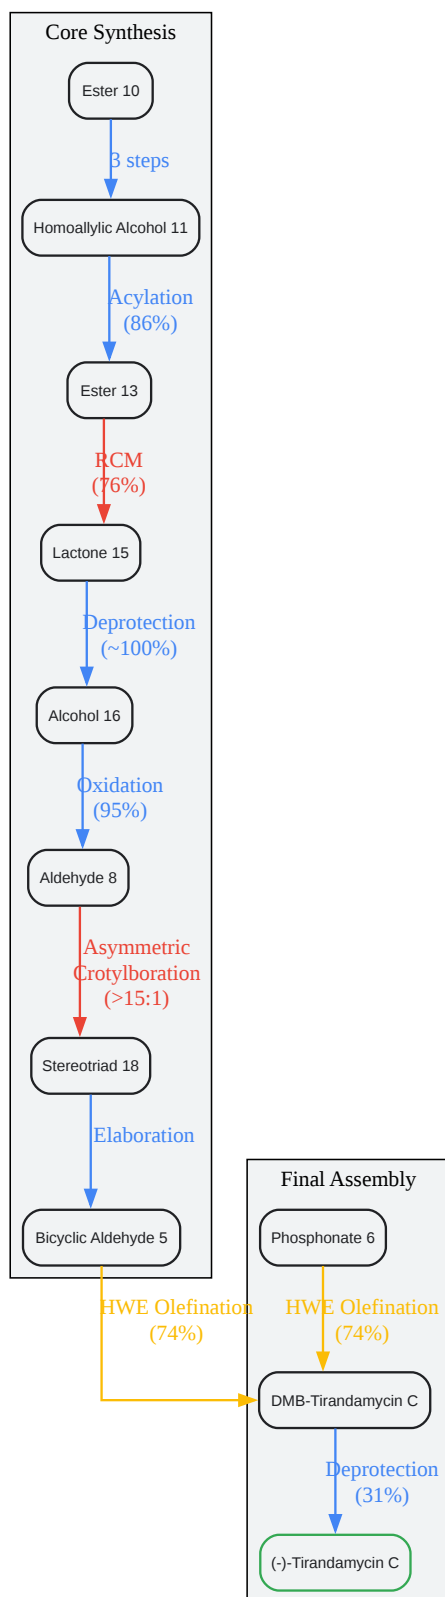 Core Synthesis
Ester 10
3 steps
Homoallylic Alcohol 11
Acylation
(86%)
Ester 13
RCM
(76%)
Lactone 15
Deprotection
(~100%)
Alcohol 16
Oxidation
(95%)
Aldehyde 8
Asymmetric
Crotylboration
(>15:1)
Stereotriad 18
Elaboration
Bicyclic Aldehyde 5
HWE Olefination
(74%)
Final Assembly
Phosphonate 6
HWE Olefination
(74%)
DMB-Tirandamycin C
Deprotection
(31%)
(-)-Tirandamycin C